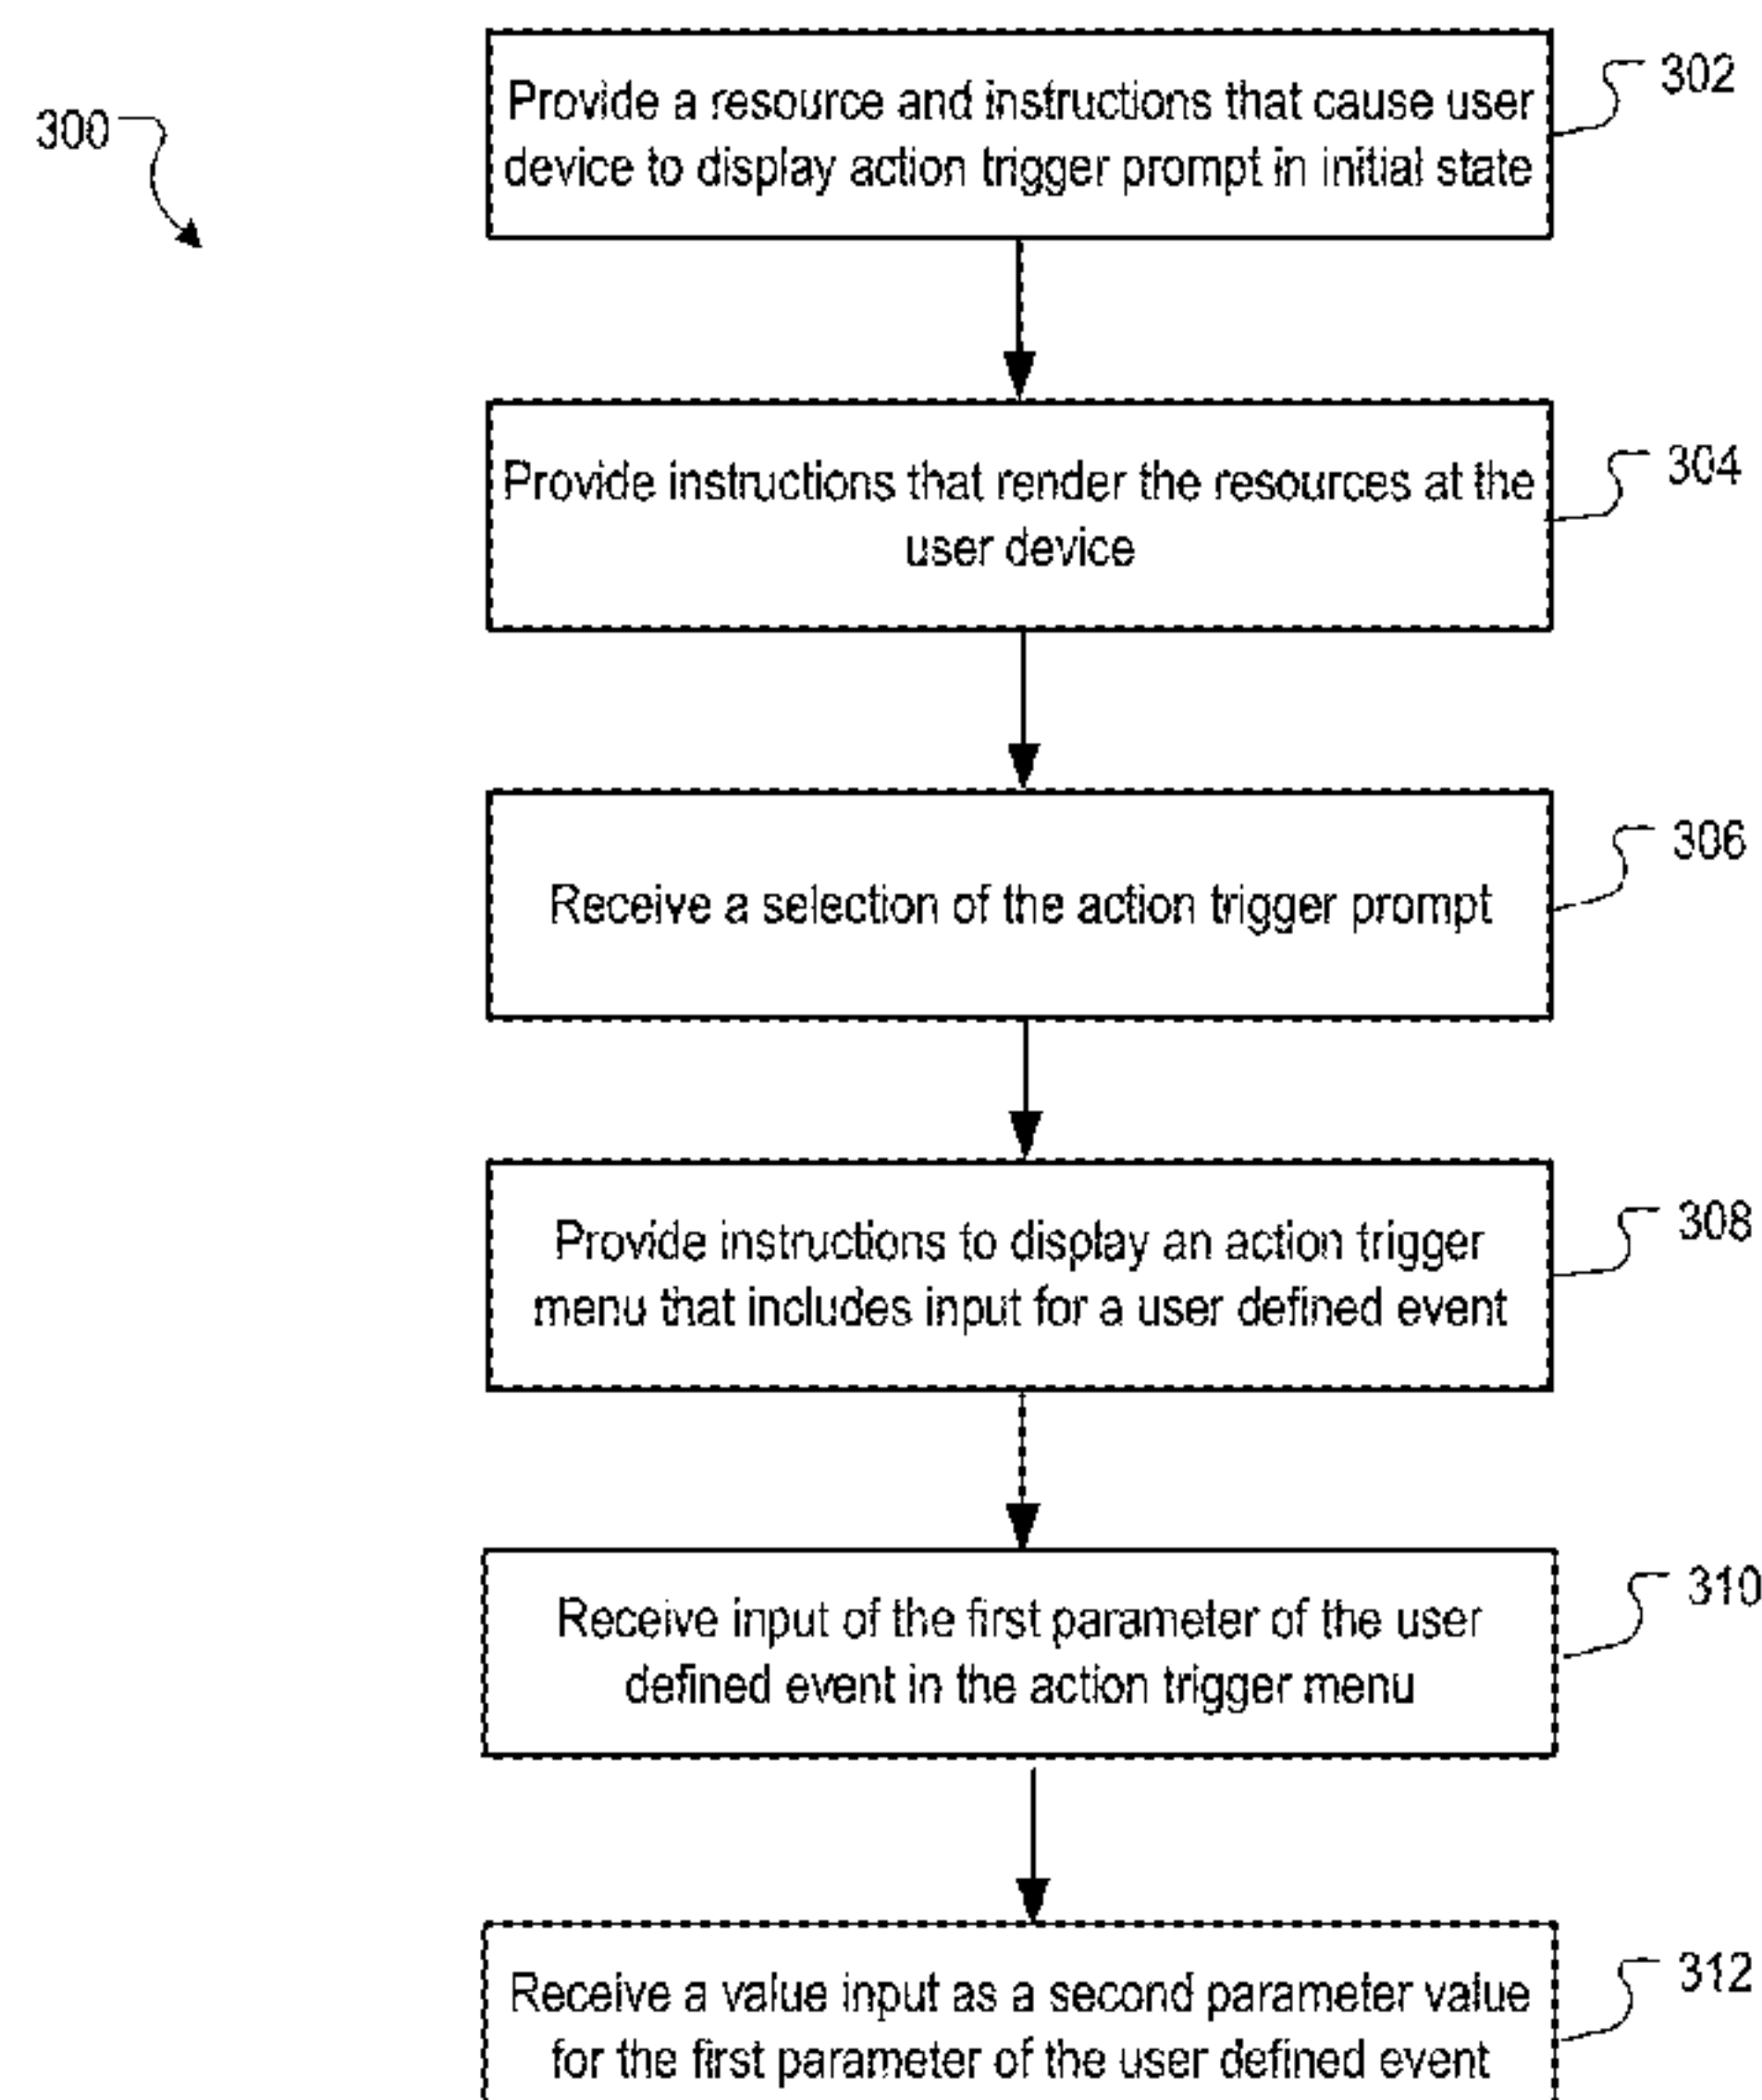 300
Provide a resource and instructions that cause user
device to display action trigger prompt in initial state
302
Provide instructions that render the resources at the
user device
304
Receive a selection of the action trigger prompt
306
Provide instructions to display an action trigger
menu that includes input for a user defined event
308
Receive input of the first parameter of the user
defined event in the action trigger menu
310
Receive a value input as a second parameter value
for the first parameter of the user defined event
312